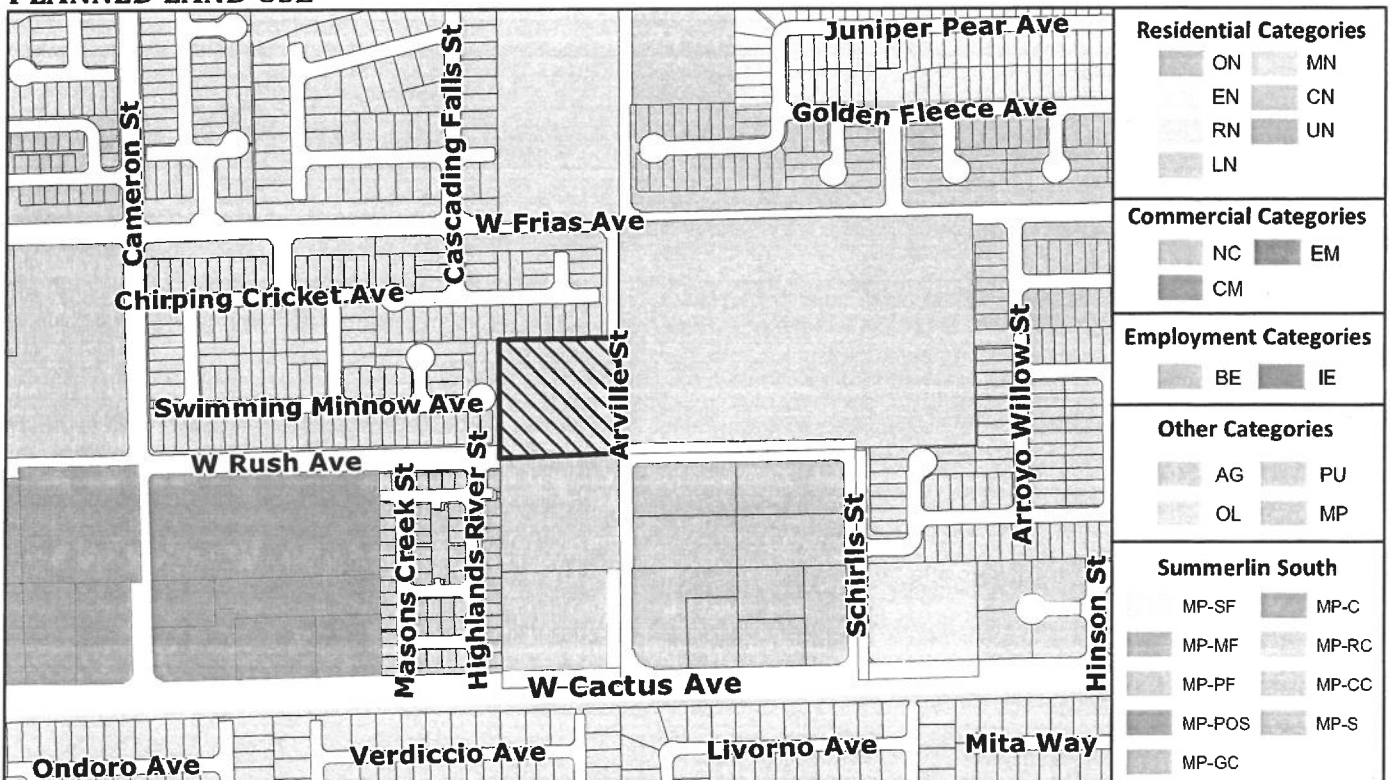 PLANNED LAND USE
Juniper Pear Ave
Golden Fleece Ave
Cameron St
Cascading Falls St
W Frias Ave
Chirping Cricket Ave
Arville St
Swimming Minnow Ave
W Rush Ave
Masons Creek St
Highlands River St
Schirlls St
Arroyo Willow St
Hinson St
W Cactus Ave
Ondoro Ave
Verdiccio Ave
Livorno Ave
Mita Way
Residential Categories
ON MN
EN CN
RN UN
LN
Commercial Categories
NC EM
CM
Employment Categories
BE IE
Other Categories
AG PU
OL MP
Summerlin South
MP-SF MP-C
MP-MF MP-RC
MP-PF MP-CC
MP-POS MP-S
MP-GC